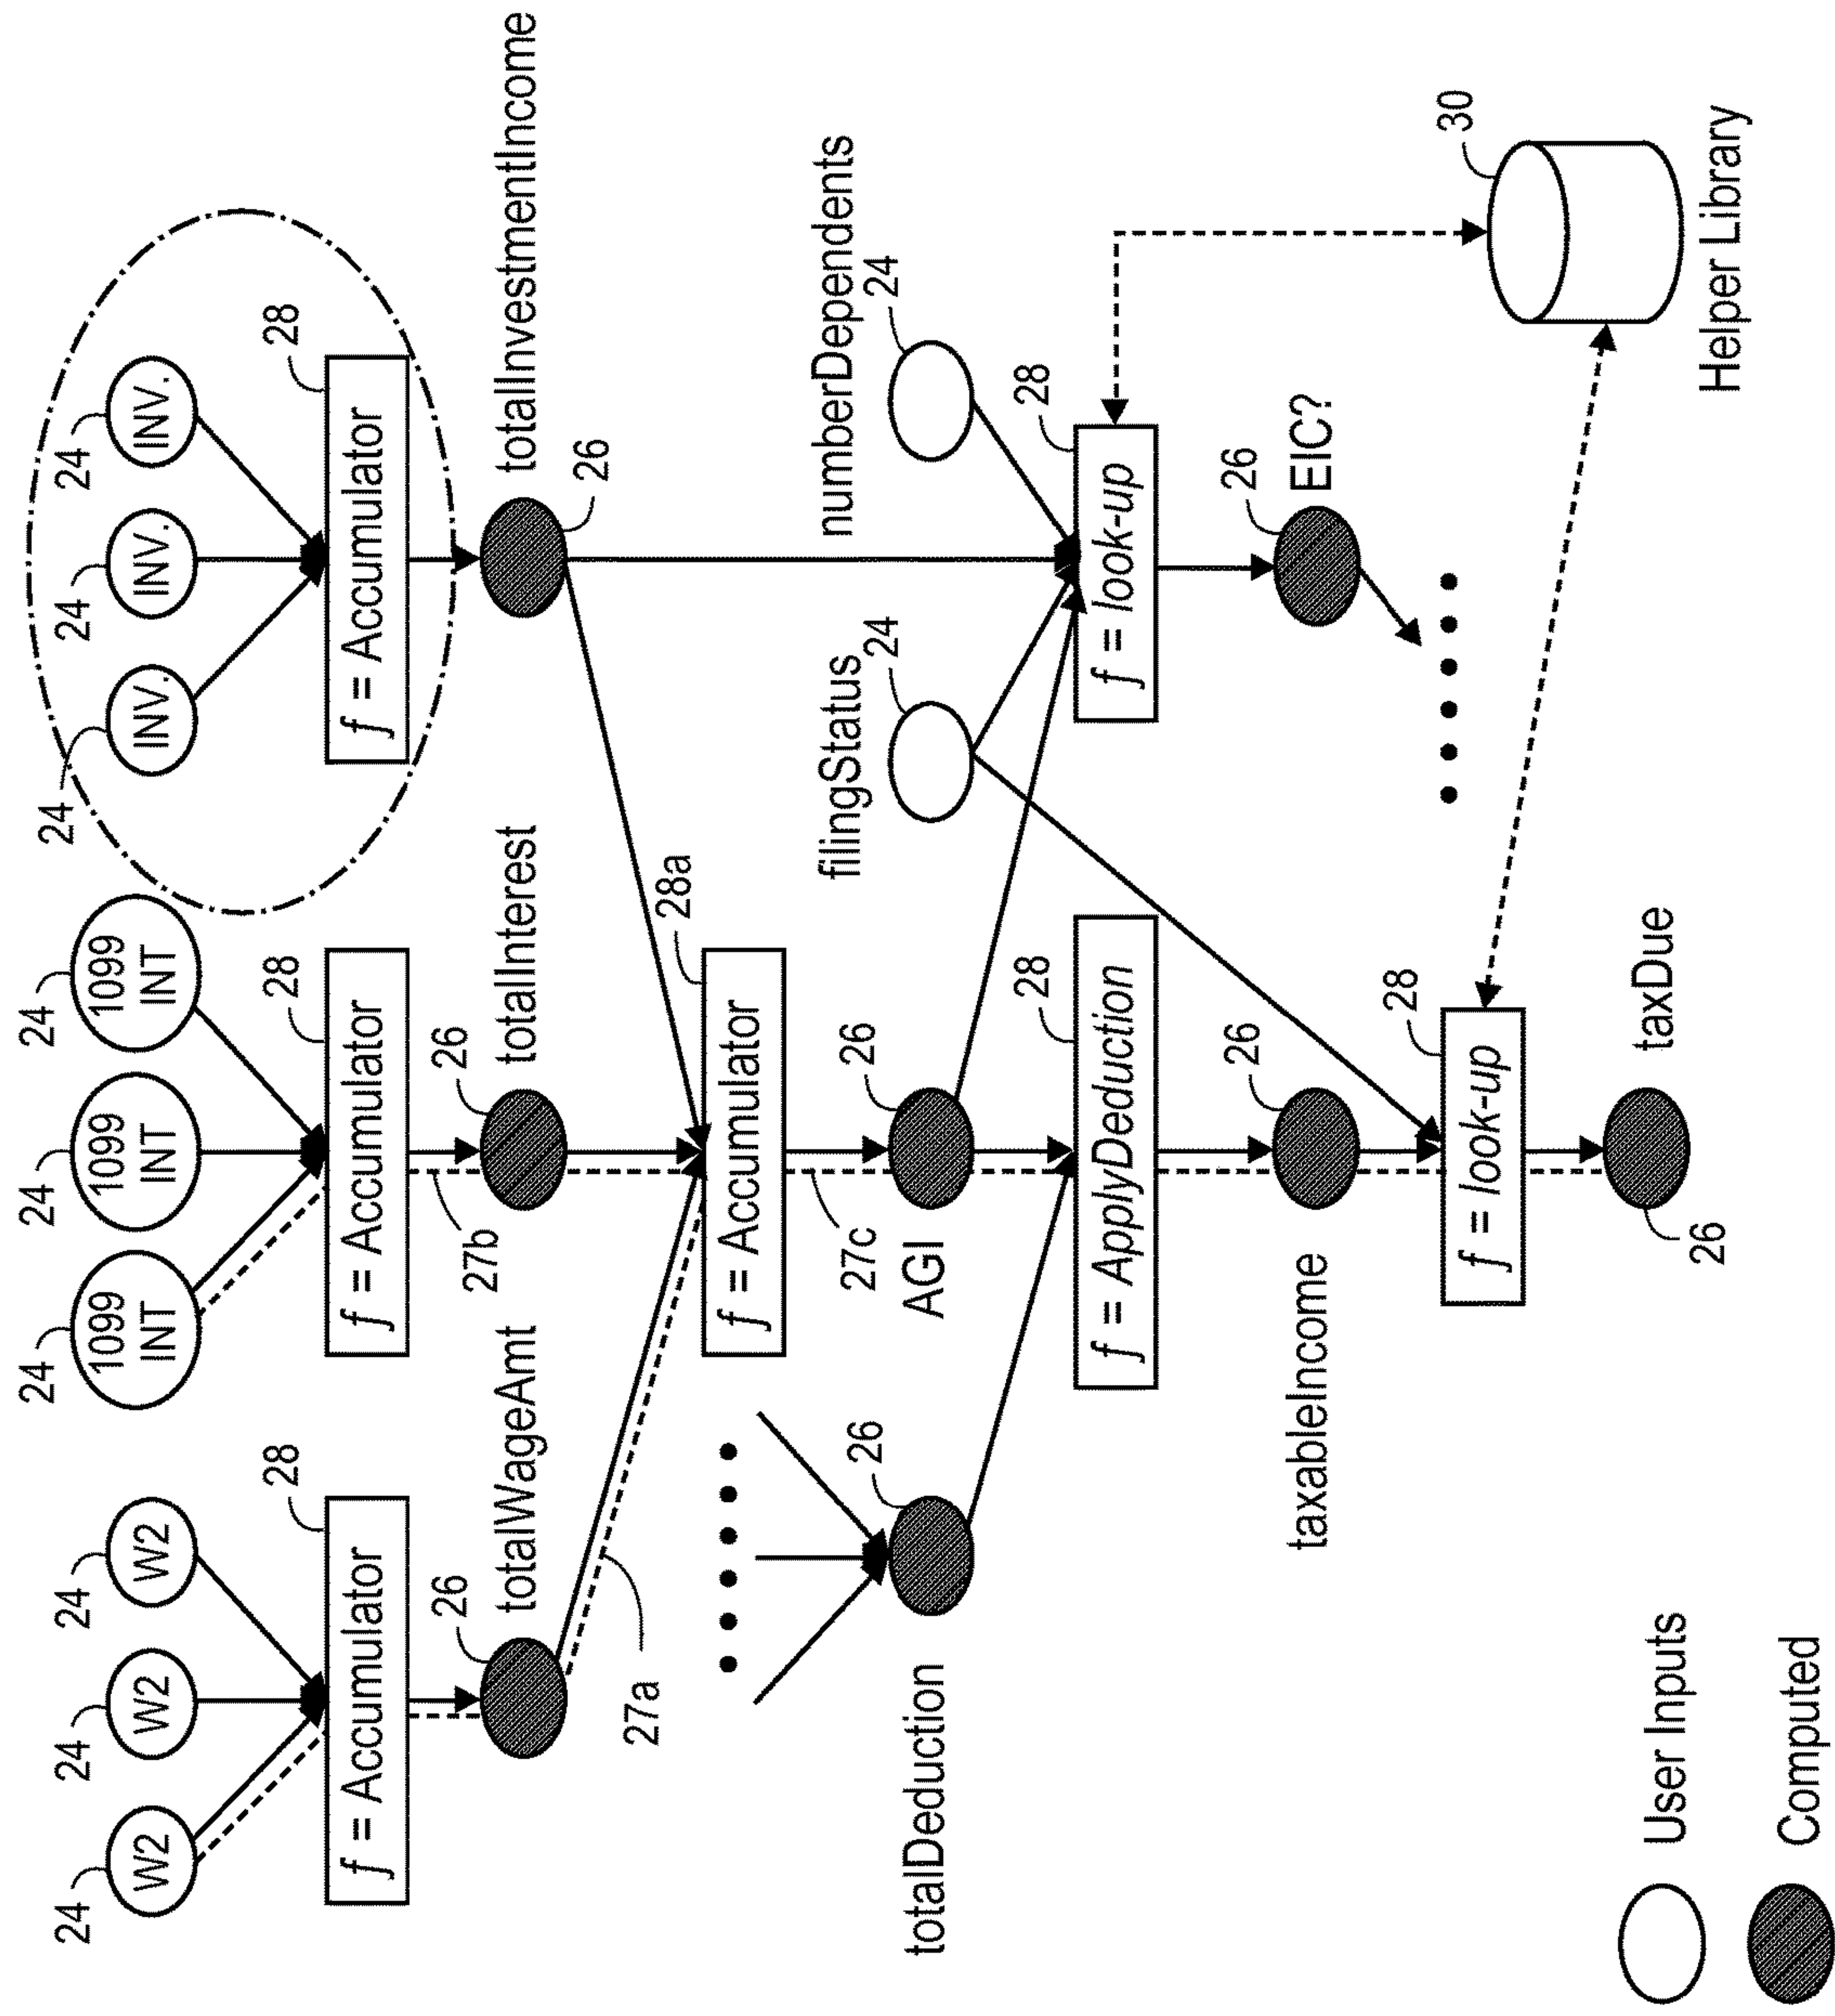 24
24
24
24
24
24
24
24
24
W2
W2
W2
1099
INT
1099
INT
1099
INT
INV.
INV.
INV.
28
28
28
f = Accumulator
f = Accumulator
f = Accumulator
26
totalWageAmt
26
totalInterest
totalInvestmentIncome
26
27a
27b
28a
f = Accumulator
totalDeduction
26
27c
AGI
26
filingStatus
24
numberDependents
24
28
f = ApplyDeduction
28
f = look-up
taxableIncome
26
26
EIC?
28
f = look-up
30
Helper Library
26
taxDue
User Inputs
Computed